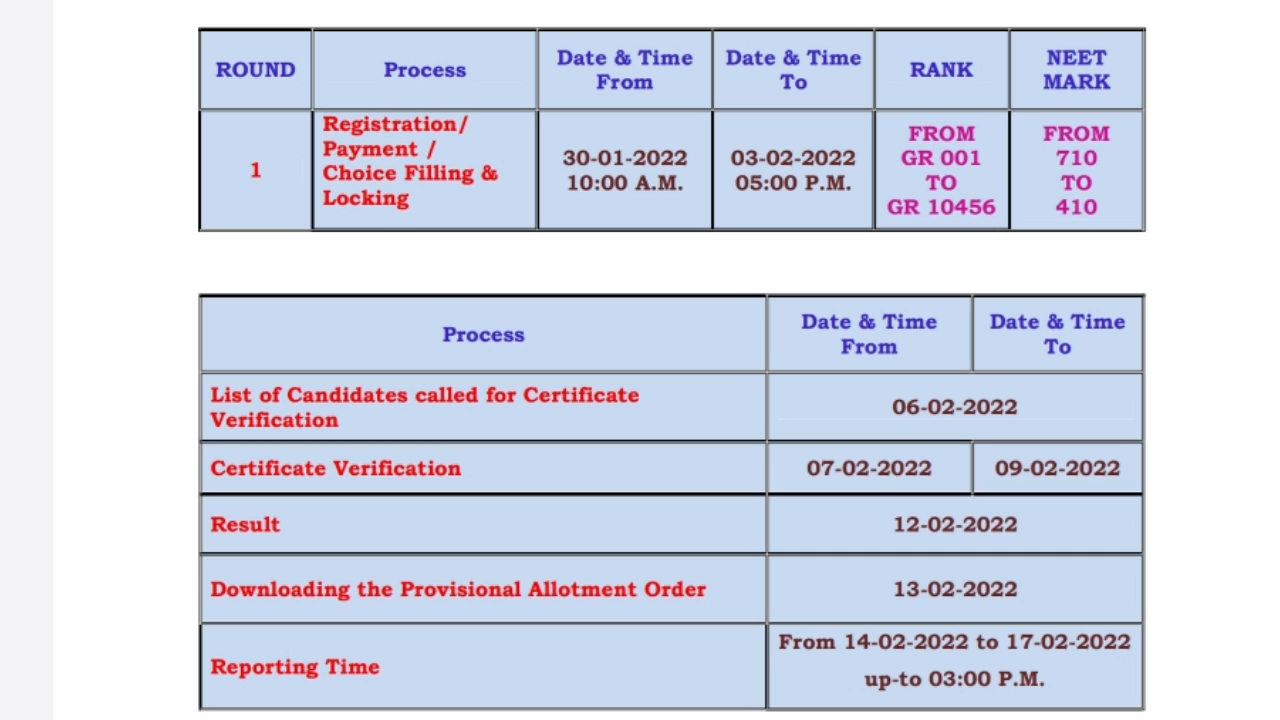 ROUND
Process
Date & Time
From
Date & Time
To
RANK
NEET
MARK
1
Registration/
Payment /
Choice Filling &
Locking
30-01-2022
10:00 A.M.
03-02-2022
05:00 P.M.
FROM
GR 001
TO
GR 10456
FROM
710
TO
410
Process
Date & Time
From
Date & Time
To
List of Candidates called for Certificate
Verification
06-02-2022
Certificate Verification
07-02-2022
09-02-2022
Result
12-02-2022
Downloading the Provisional Allotment Order
13-02-2022
Reporting Time
From 14-02-2022 to 17-02-2022
up-to 03:00 P.M.